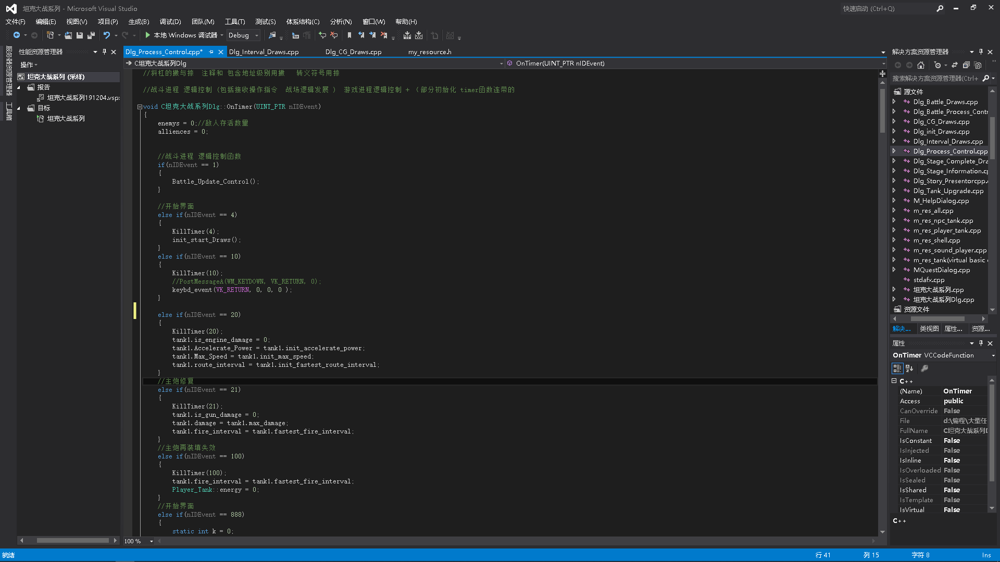 坦克大战系列 - Microsoft Visual Studio
快速启动 (Ctrl+Q)
文件(F) 编辑(E) 视图(V) 项目(P) 生成(B) 调试(D) 团队(M) 工具(T) 测试(S) 体系结构(C) 分析(N) 窗口(W) 帮助(H)
本地 Windows 调试器 Debug
服务器资源管理器
工具箱
性能资源管理器
操作
坦克大战系列 (采样)
报告
坦克大战系列191204.vsp
目标
坦克大战系列
Dlg_Process_Control.cpp* Dlg_Interval_Draws.cpp Dlg_CG_Draws.cpp my_resource.h
C坦克大战系列Dlg OnTimer(UINT_PTR nIDEvent)
//斜杠的撇与捺 注释和 包含地址级别用撇 转义符号用捺
//战斗进程 逻辑控制 (包括接收操作指令 战场逻辑发展 ) 游戏进程逻辑控制 + (部分初始化 timer函数连带的
void C坦克大战系列Dlg::OnTimer(UINT_PTR nIDEvent)
{
enemys = 0;//敌人存活数量
alliences = 0;
//战斗进程 逻辑控制函数
if(nIDEvent == 1)
{
Battle_Update_Control();
}
//开始界面
else if(nIDEvent == 4)
{
KillTimer(4);
init_start_Draws();
}
else if(nIDEvent == 10)
{
KillTimer(10);
//PostMessageA(WM_KEYDOWN, VK_RETURN, 0);
keybd_event(VK_RETURN, 0, 0, 0 );
}
else if(nIDEvent == 20)
{
KillTimer(20);
tank1.is_engine_damage = 0;
tank1.Accelerate_Power = tank1.init_accelerate_power;
tank1.Max_Speed = tank1.init_max_speed;
tank1.route_interval = tank1.init_fastest_route_interval;
}
//主炮修复
else if(nIDEvent == 21)
{
KillTimer(21);
tank1.is_gun_damage = 0;
tank1.damage = tank1.max_damage;
tank1.fire_interval = tank1.fastest_fire_interval;
}
//主炮再装填失效
else if(nIDEvent == 100)
{
KillTimer(100);
tank1.fire_interval = tank1.fastest_fire_interval;
Player_Tank::energy = 0;
}
//开始界面
else if(nIDEvent == 888)
{
static int k = 0;
100 %
解决方案资源管理器
搜索解决方案资源管理器(Ctrl+
源文件
Dlg_Battle_Draws.cpp
Dlg_Battle_Process_Contr
Dlg_CG_Draws.cpp
Dlg_init_Draws.cpp
Dlg_Interval_Draws.cpp
Dlg_Process_Control.cpp
Dlg_Stage_Complete_Dra
Dlg_Stage_Information.cp
Dlg_Story_Presentorcpp.
Dlg_Tank_Upgrade.cpp
M_HelpDialog.cpp
m_res_all.cpp
m_res_npc_tank.cpp
m_res_player_tank.cpp
m_res_shell.cpp
m_res_sound_player.cpp
m_res_tank(virtual basic
MQuestDialog.cpp
stdafx.cpp
坦克大战系列.cpp
坦克大战系列Dlg.cpp
资源文件
解决... 类视图 属性... 资源...
属性
OnTimer VCCodeFunction
C++
(Name) OnTimer
Access public
CanOverride False
File d:\编程\大型任
FullName C坦克大战系列D
IsConstant False
IsInjected False
IsInline False
IsOverloaded False
IsSealed False
IsShared False
IsTemplate False
IsVirtual False
C++
就绪 行 41 列 15 字符 8 Ins